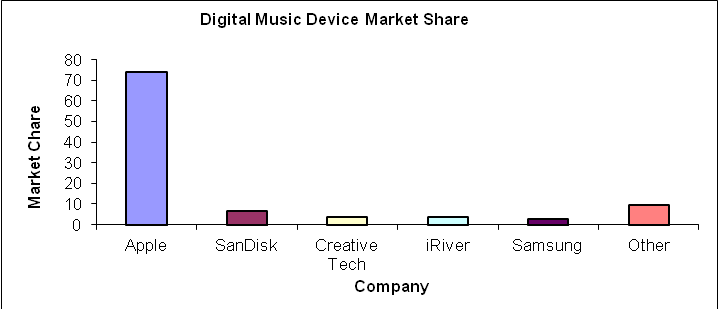 Digital Music Device Market Share
Market Chare
80
70
60
50
40
30
20
10
0
Apple
SanDisk
Creative
Tech
iRiver
Samsung
Other
Company